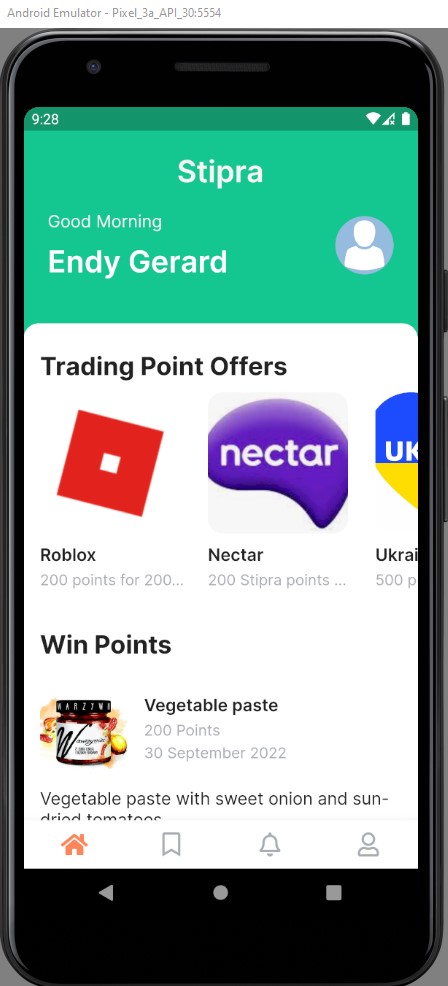 Android Emulator - Pixel_3a_API_30:5554
9:28
Stipra
Good Morning
Endy Gerard
Trading Point Offers
nectar
UK
Roblox
Nectar
Ukrai
200 points for 200...
200 Stipra points ...
500 p
Win Points
WARZYW
Vegetable paste
200 Points
30 September 2022
Vegetable paste with sweet onion and sun-
dried tomatoes